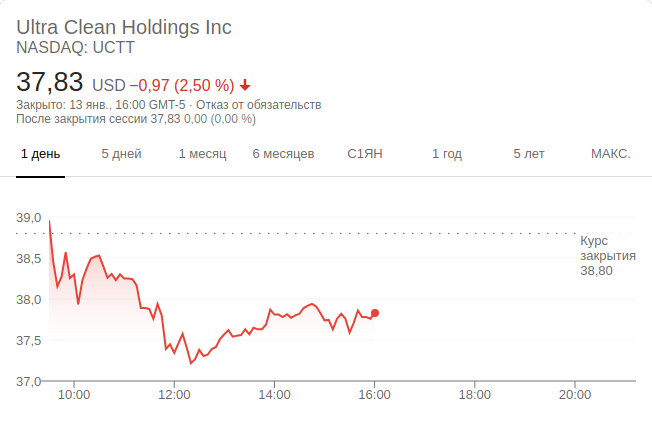 Ultra Clean Holdings Inc
NASDAQ: UCTT
37,83 USD −0,97 (2,50 %)
Закрыто: 13 янв., 16:00 GMT-5 · Отказ от обязательств
После закрытия сессии 37,83 0,00 (0,00 %)
1 день 5 дней 1 месяц 6 месяцев С1ЯН 1 год 5 лет МАКС.
39,0
Курс
закрытия
38,80
38,5
38,0
37,5
37,0
10:00 12:00 14:00 16:00 18:00 20:00